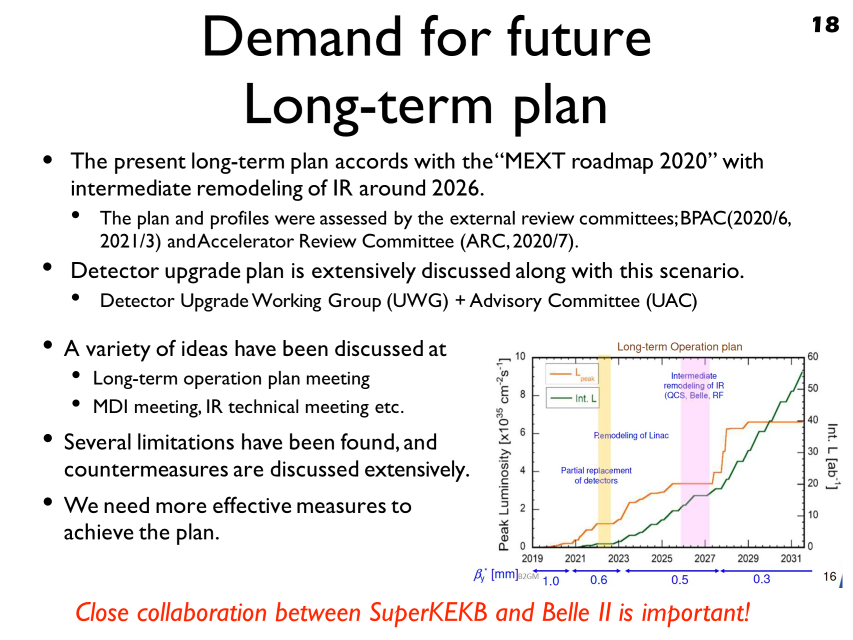 18
Demand for future
Long-term plan
• The present long-term plan accords with the “MEXT roadmap 2020” with
intermediate remodeling of IR around 2026.
• The plan and profiles were assessed by the external review committees; BPAC(2020/6,
2021/3) and Accelerator Review Committee (ARC, 2020/7).
• Detector upgrade plan is extensively discussed along with this scenario.
• Detector Upgrade Working Group (UWG) + Advisory Committee (UAC)
• A variety of ideas have been discussed at
• Long-term operation plan meeting
• MDI meeting, IR technical meeting etc.
• Several limitations have been found, and
countermeasures are discussed extensively.
• We need more effective measures to
achieve the plan.
Long-term Operation plan
Peak Luminosity [x10^35 cm^-2 s^-1]
10
8
6
4
2
0
L_peak
Int. L
Intermediate
remodeling of IR
(QCS, Belle, RF
Remodeling of Linac
Partial replacement
of detectors
60
50
40
30
20
10
0
Int. L [ab^-1]
2019 2021 2023 2025 2027 2029 2031
β_y^* [mm] B2GM 1.0 0.6 0.5 0.3
16
Close collaboration between SuperKEKB and Belle II is important!